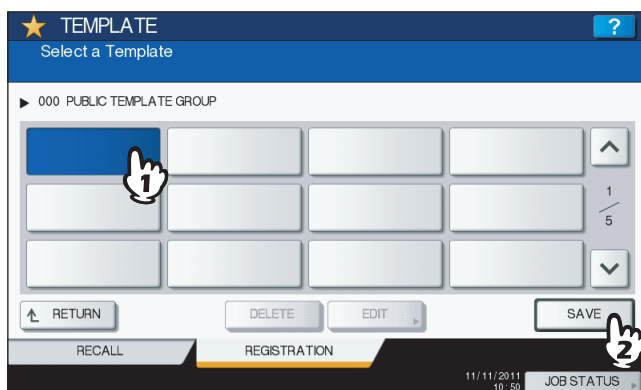 TEMPLATE
?
Select a Template
000 PUBLIC TEMPLATE GROUP
1
1
5
RETURN
DELETE
EDIT
SAVE
2
RECALL
REGISTRATION
11/11/2011
10:50
JOB STATUS